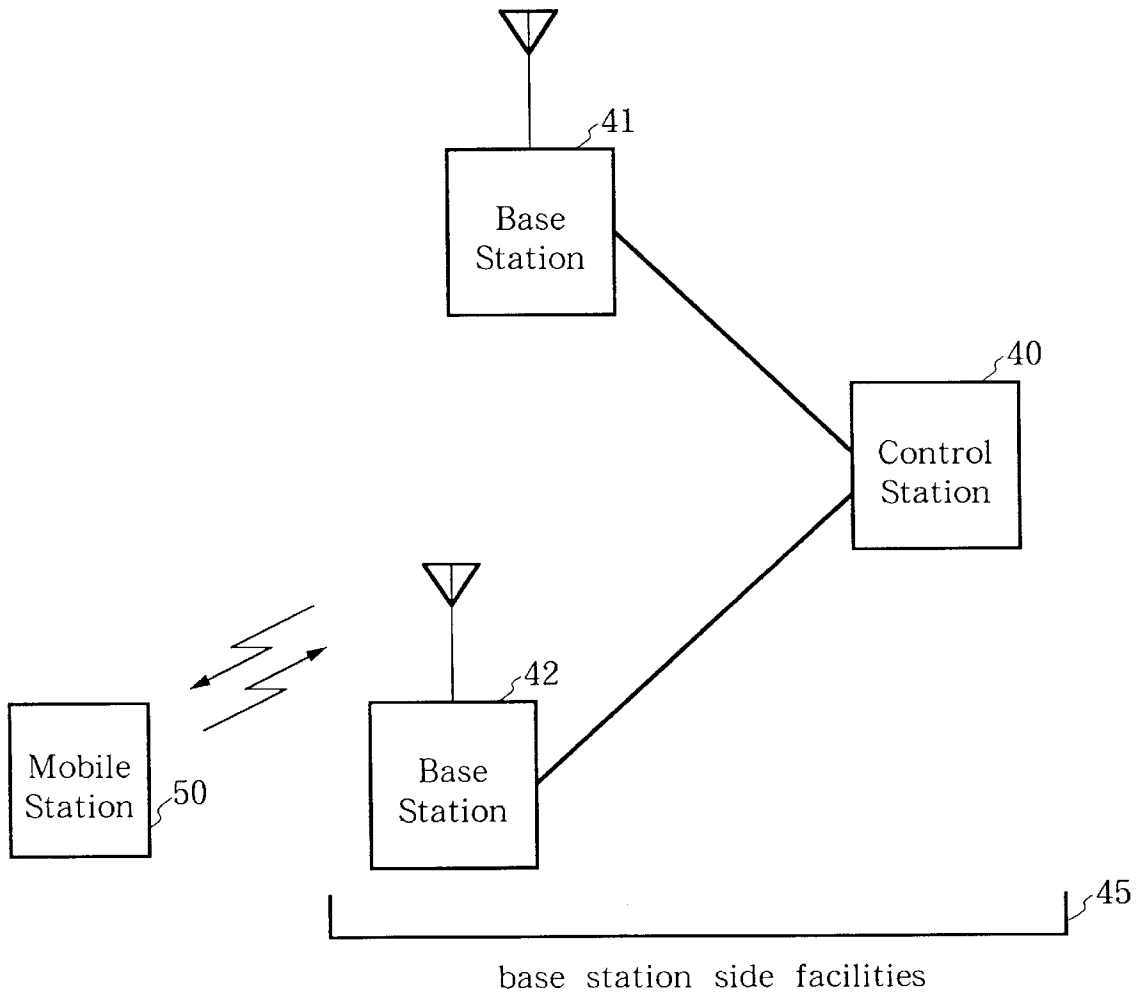 41
Base
Station
40
Control
Station
42
Base
Station
Mobile
Station
50
45
base station side facilities